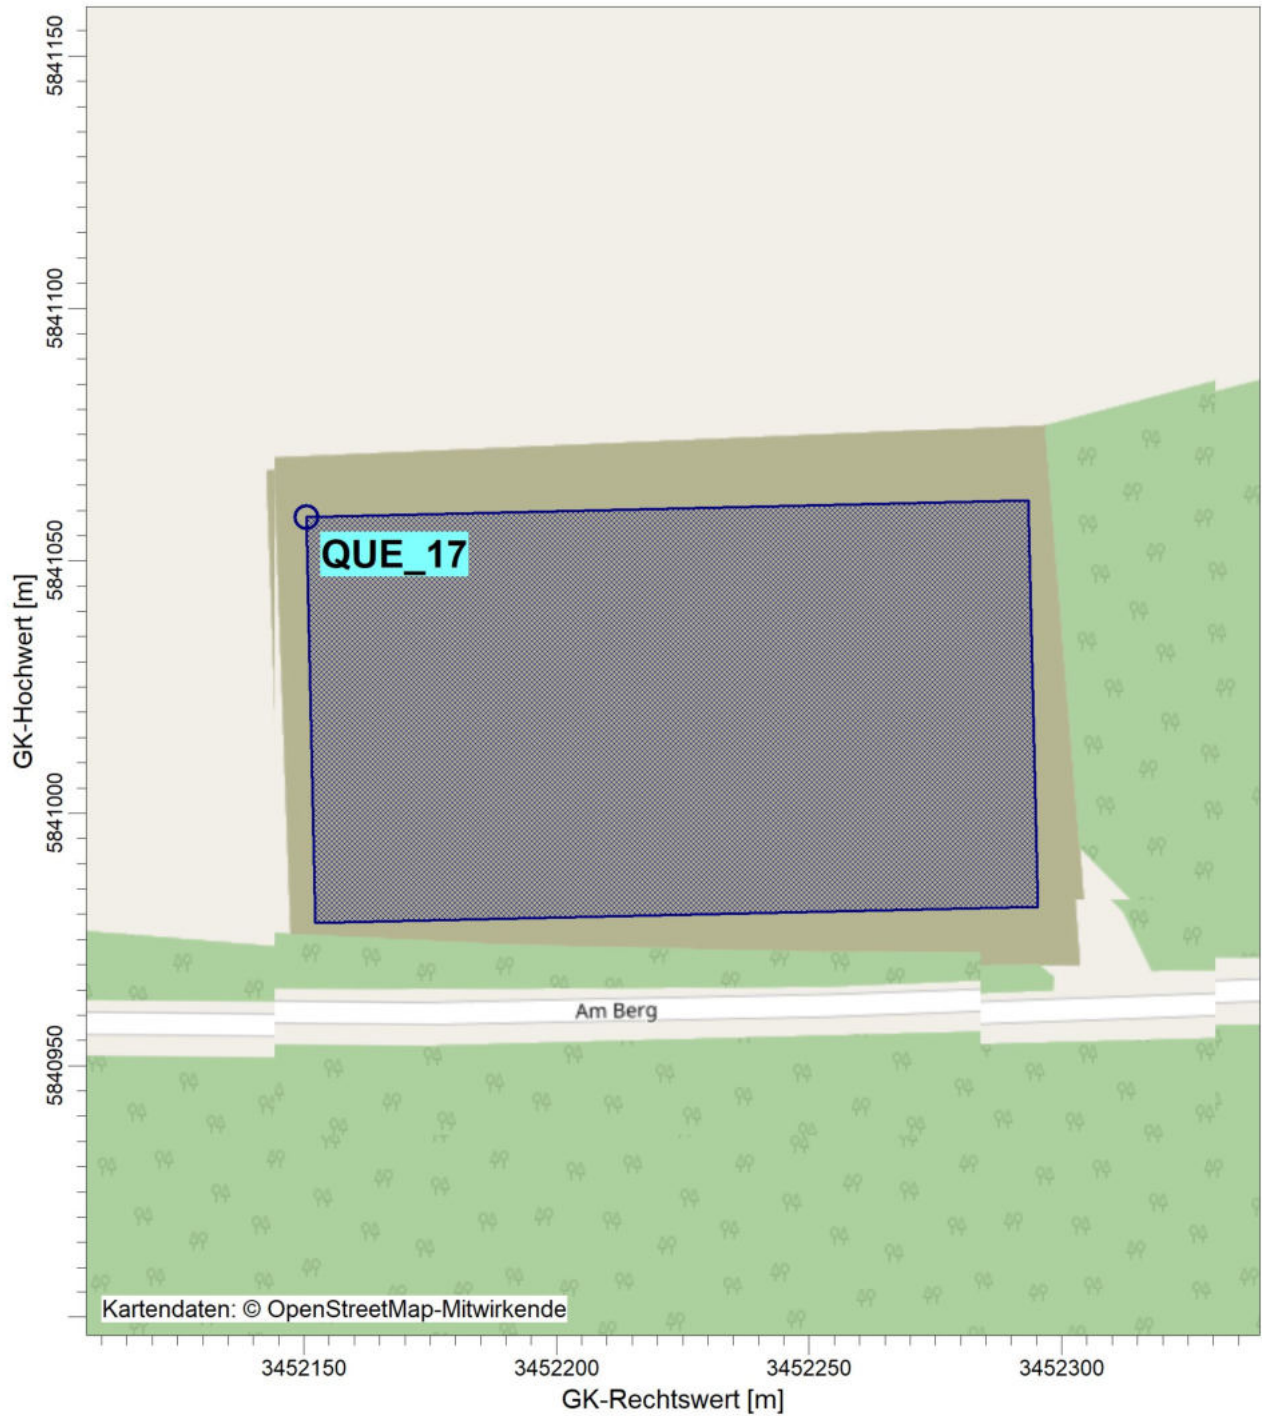 5841150
5841100
5841050
5841000
5840950
GK-Hochwert [m]
QUE_17
Am Berg
Kartendaten: © OpenStreetMap-Mitwirkende
3452150 3452200 3452250 3452300
GK-Rechtswert [m]